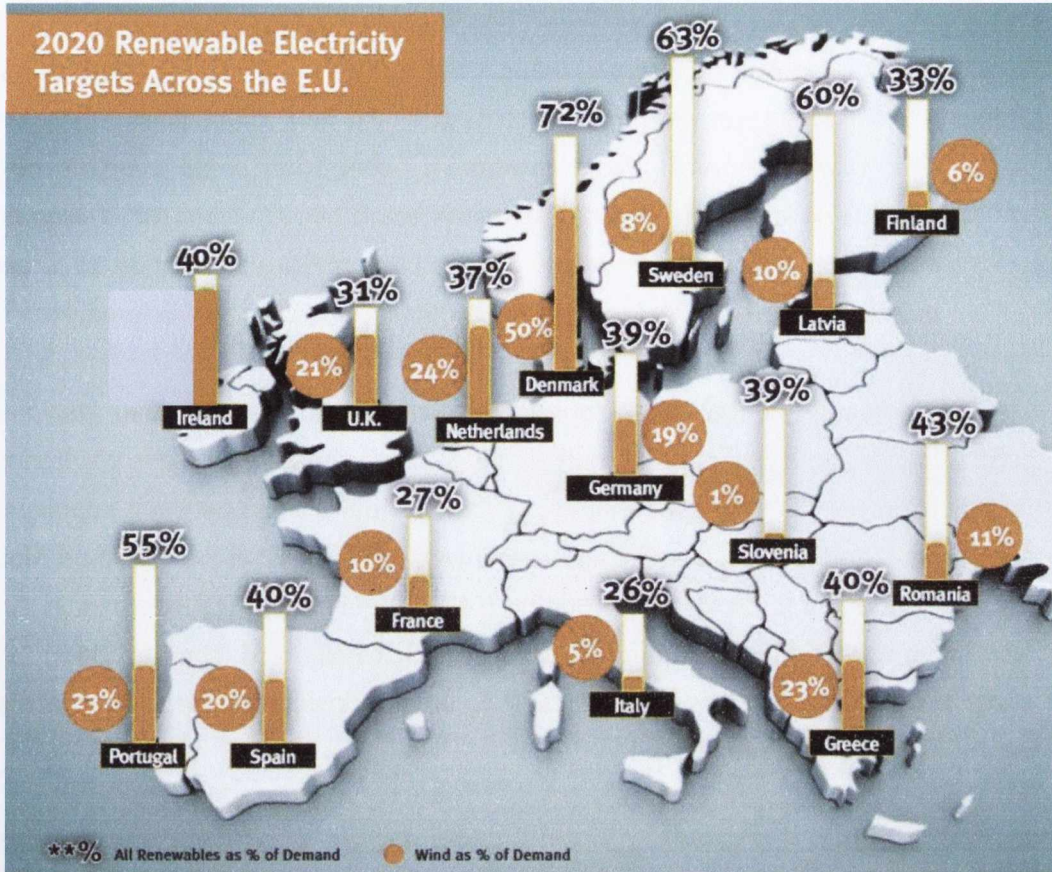 2020 Renewable Electricity
Targets Across the E.U.
63%
33%
60%
72%
6%
8%
Finland
40%
Sweden
10%
37%
31%
Latvia
50%
39%
21%
24%
Denmark
39%
Ireland
U.K.
Netherlands
19%
43%
Germany
1%
27%
11%
55%
Slovenia
10%
40%
26%
40%
Romania
France
5%
23%
20%
23%
Italy
Portugal
Spain
Greece
**% All Renewables as % of Demand
Wind as % of Demand